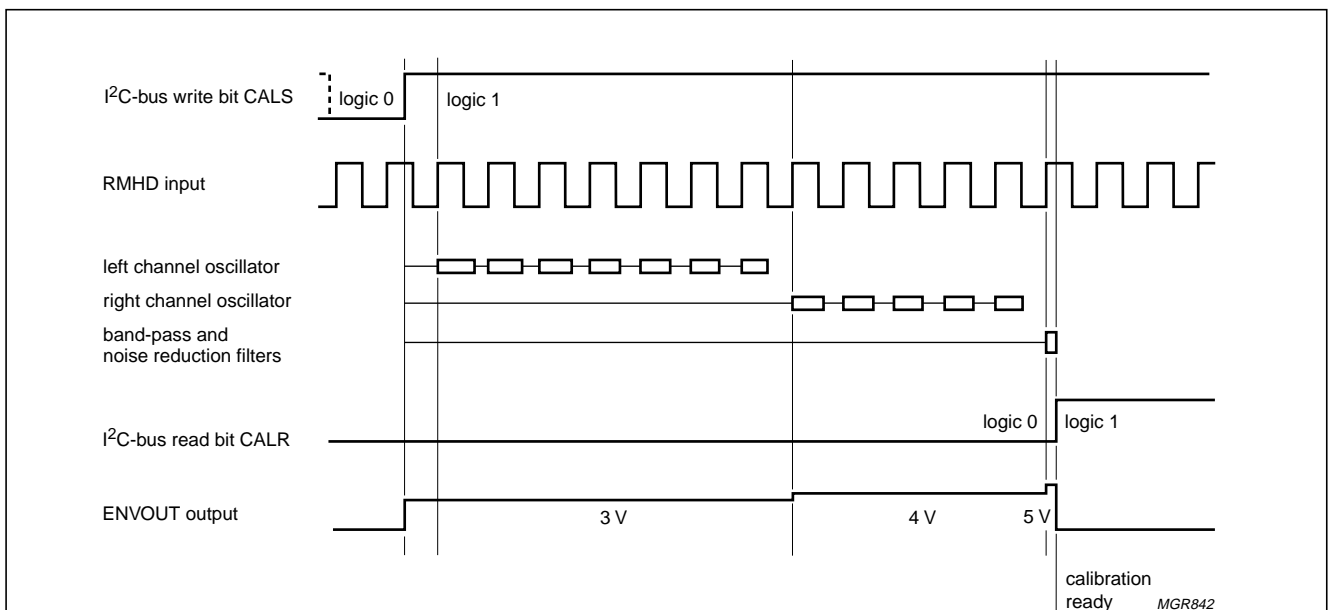 I²C-bus write bit CALS
logic 0
logic 1
RMHD input
left channel oscillator
right channel oscillator
band-pass and
noise reduction filters
I²C-bus read bit CALR
logic 0
logic 1
ENVOUT output
3 V
4 V
5 V
calibration
ready
MGR842